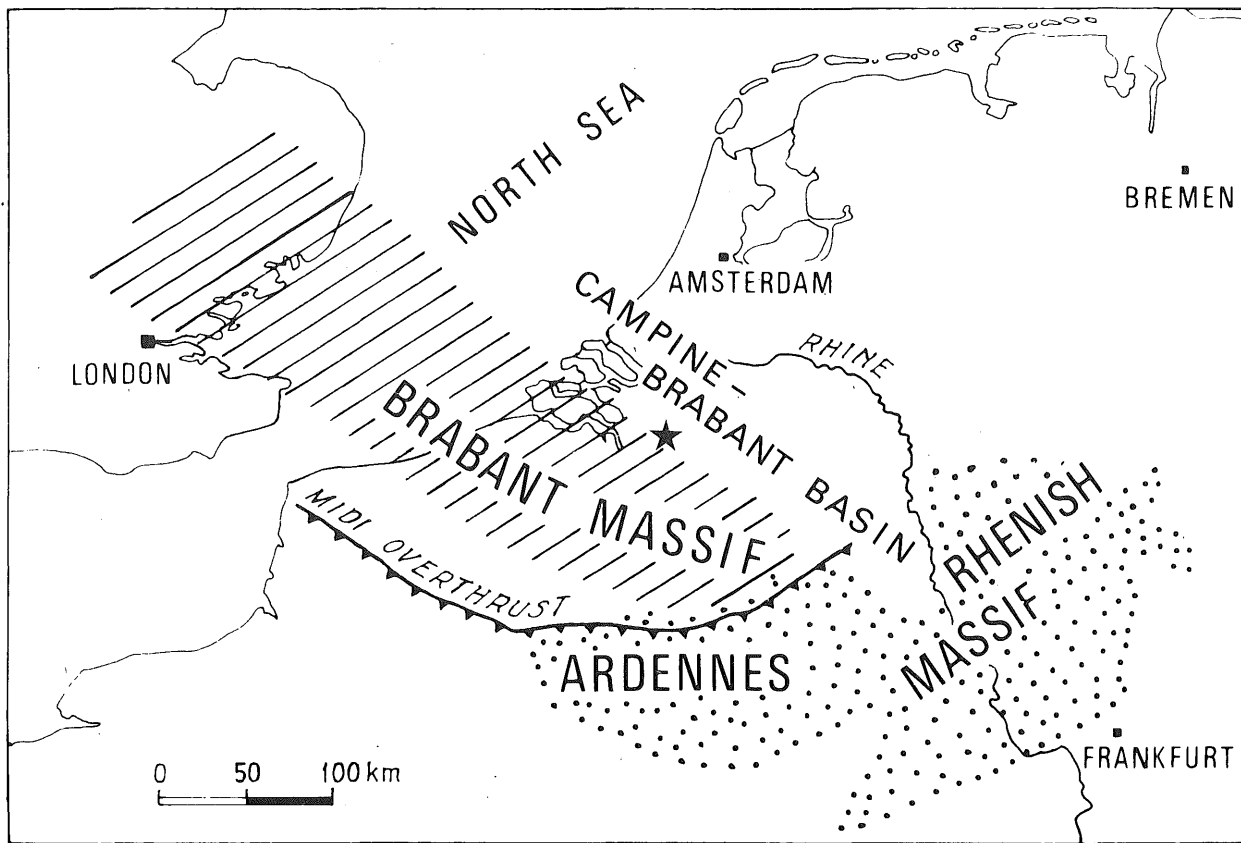 NORTH SEA
BREMEN
AMSTERDAM
CAMPINE-
BRABANT BASIN
RHINE
LONDON
BRABANT MASSIF
MIDI OVERTHRUST
RHENISH
MASSIF
ARDENNES
FRANKFURT
0 50 100 km